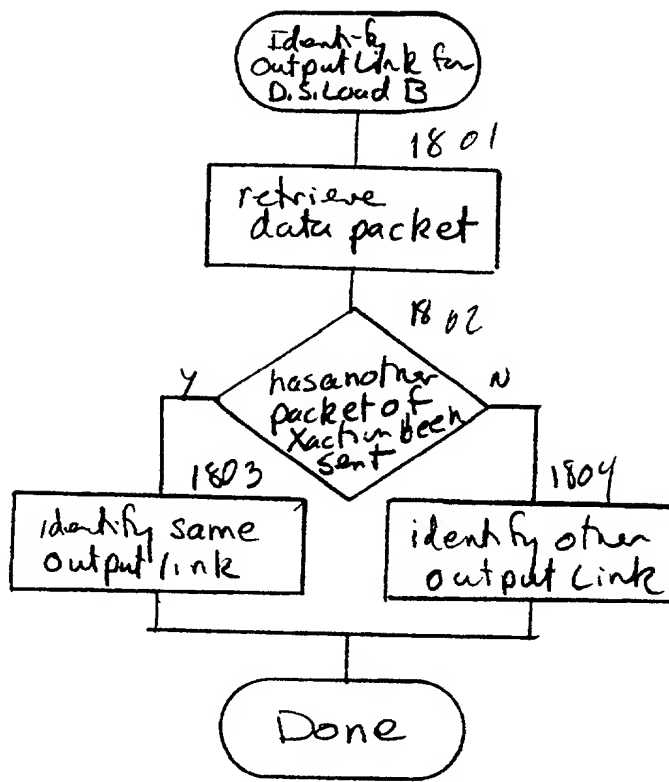 Identify
Output Link for
D.S. Load B
1801
retrieve
data packet
1802
has another
packet of
Xaction been
sent
Y
N
1803
identify same
output link
1804
identify other
output Link
Done